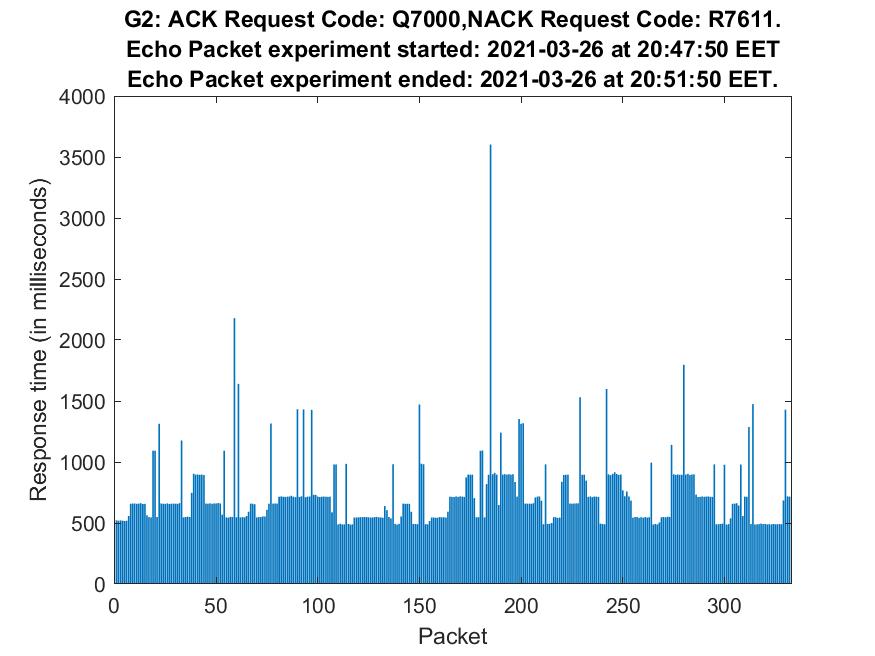 G2: ACK Request Code: Q7000,NACK Request Code: R7611.
Echo Packet experiment started: 2021-03-26 at 20:47:50 EET
Echo Packet experiment ended: 2021-03-26 at 20:51:50 EET.
4000
3500
3000
2500
2000
1500
1000
500
0
Response time (in milliseconds)
0 50 100 150 200 250 300
Packet